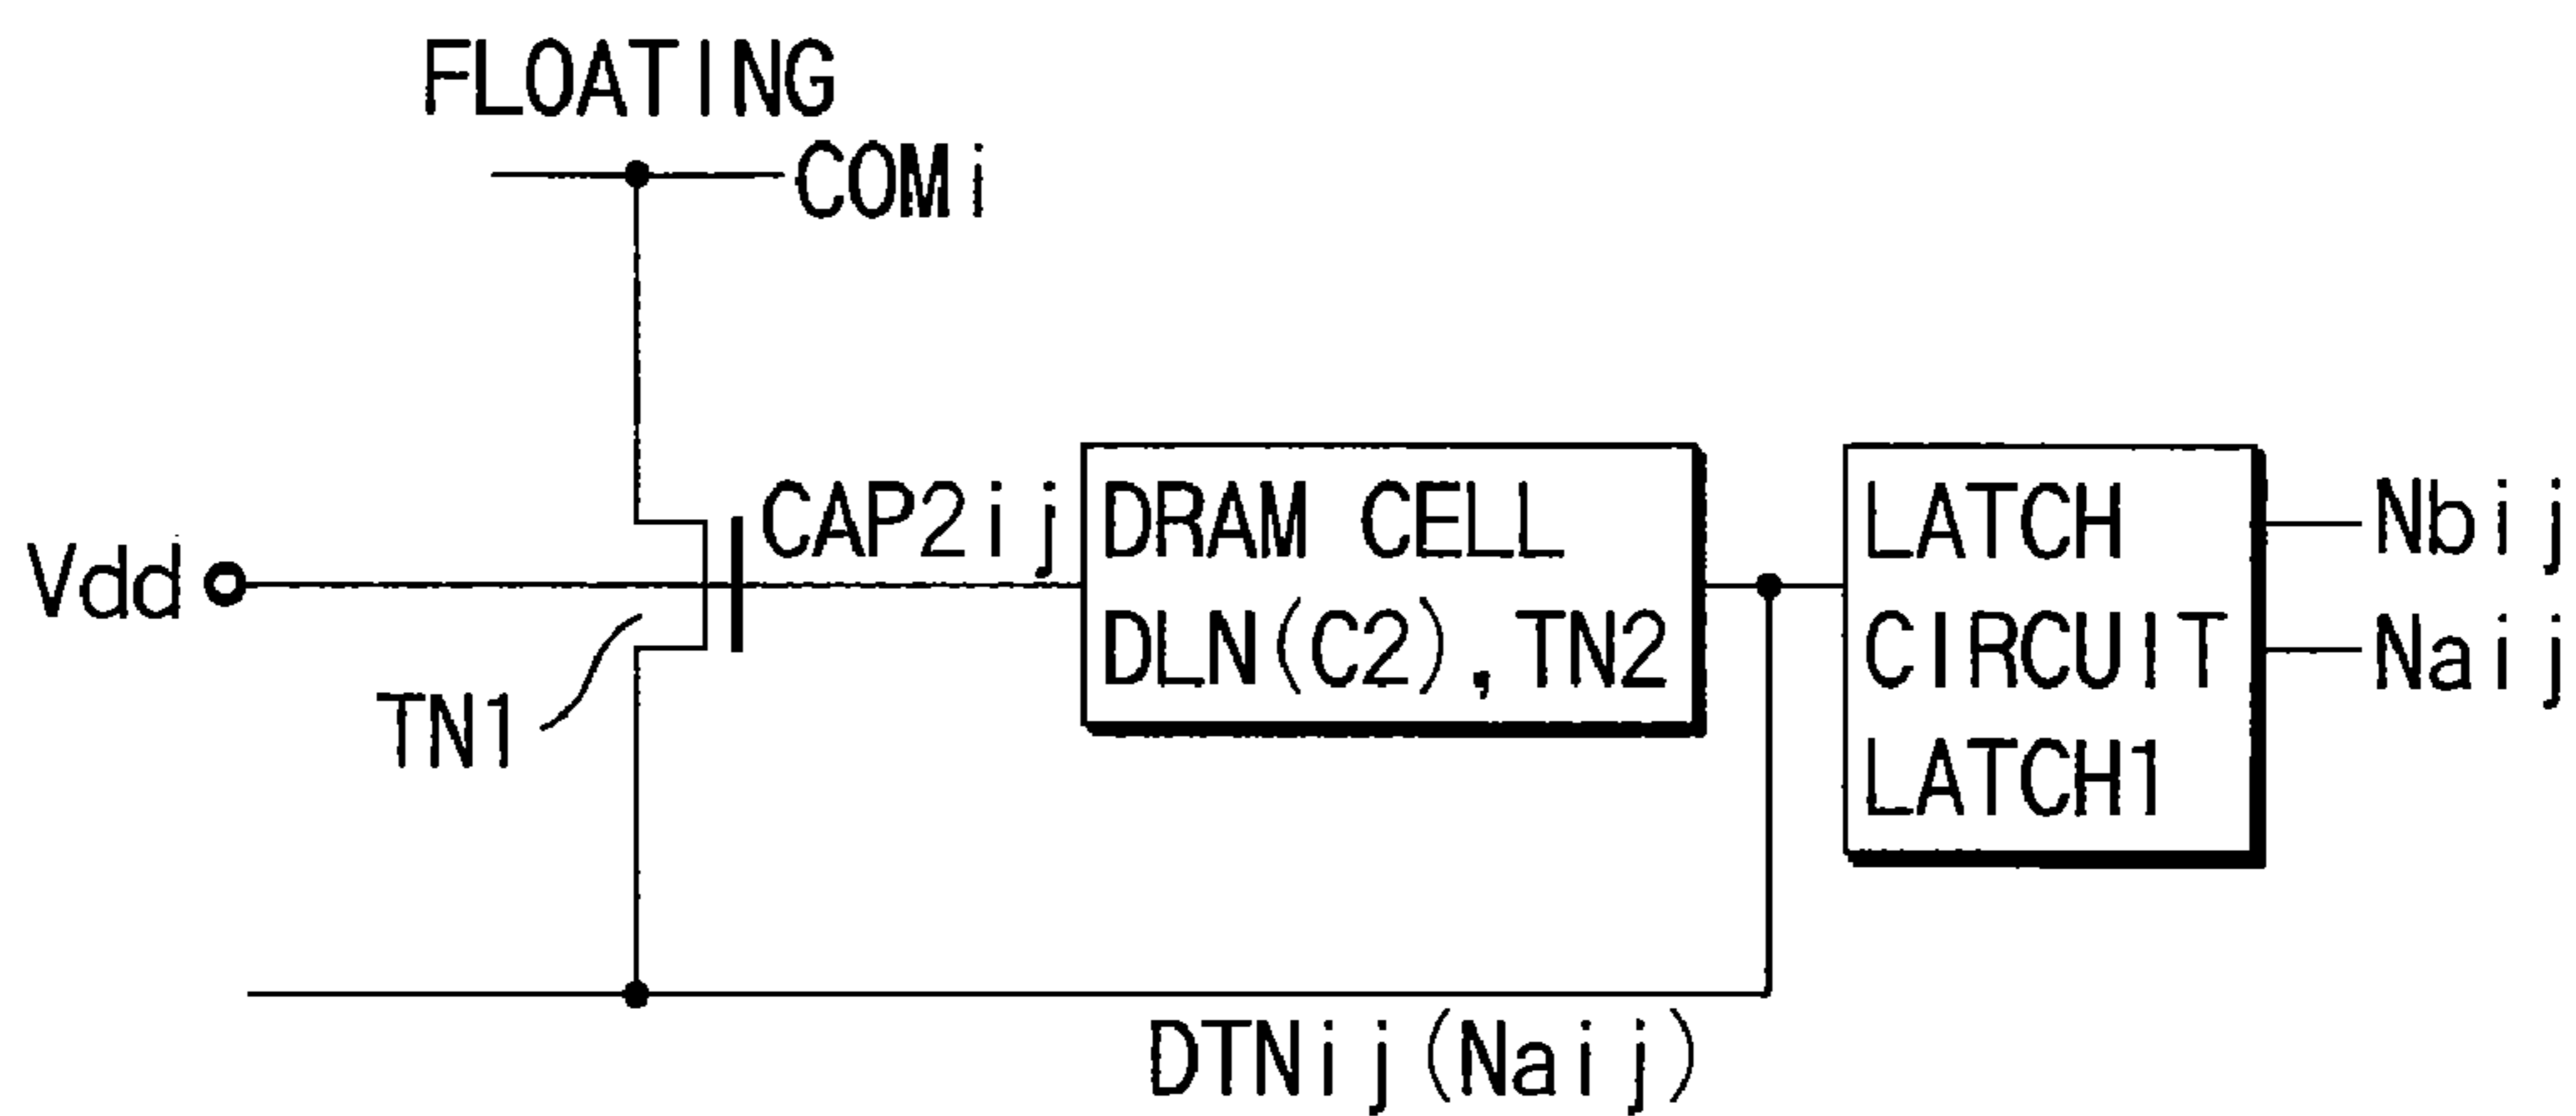 FLOATING
COMi
Vdd
TN1
CAP2ij
DRAM CELL
DLN(C2),TN2
LATCH
CIRCUIT
LATCH1
Nbij
Naij
DTNij(Naij)